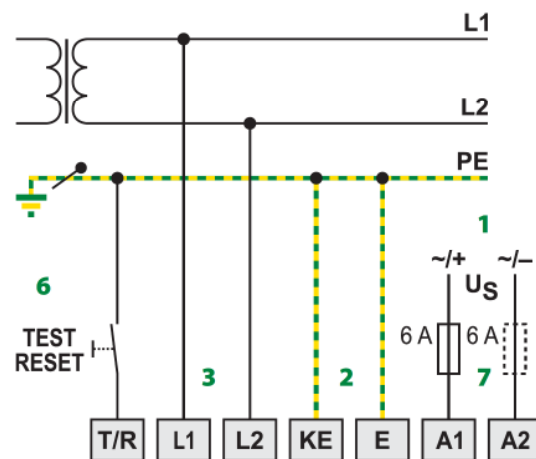 L1
L2
PE
1
~/+ ~/–
US
6
6 A 6 A
TEST
RESET
3 2 7
T/R L1 L2 KE E A1 A2